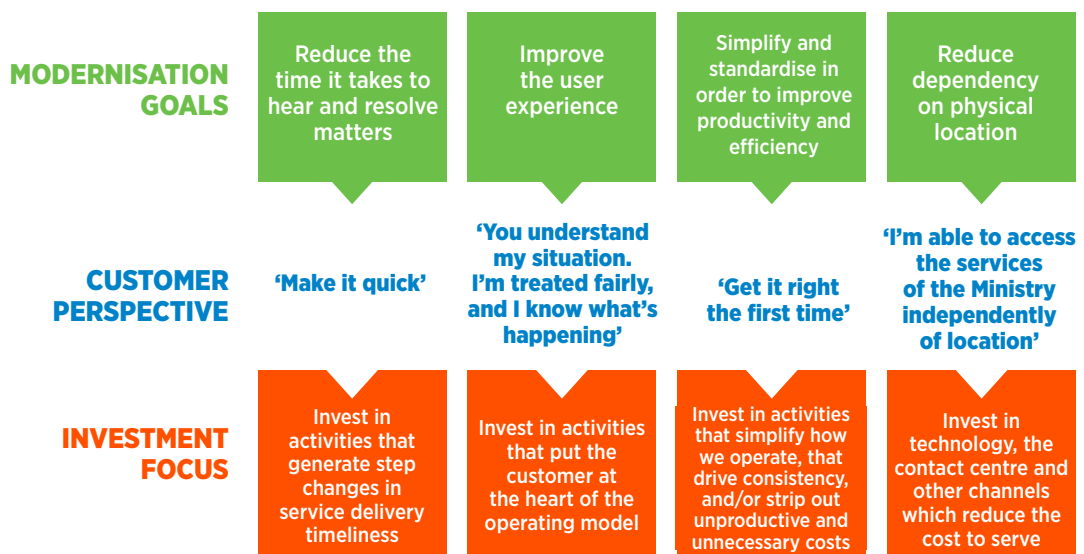 MODERNISATION
GOALS
Reduce the
time it takes to
hear and resolve
matters
Improve
the user
experience
Simplify and
standardise in
order to improve
productivity and
efficiency
Reduce
dependency
on physical
location
CUSTOMER
PERSPECTIVE
‘Make it quick’
‘You understand
my situation.
I’m treated fairly,
and I know what’s
happening’
‘Get it right
the first time’
‘I’m able to access
the services
of the Ministry
independently
of location’
INVESTMENT
FOCUS
Invest in
activities that
generate step
changes in
service delivery
timeliness
Invest in activities
that put the
customer at
the heart of the
operating model
Invest in activities
that simplify how
we operate, that
drive consistency,
and/or strip out
unproductive and
unnecessary costs
Invest in
technology, the
contact centre and
other channels
which reduce the
cost to serve